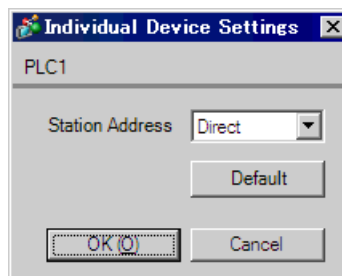 Individual Device Settings
PLC1
Station Address Direct
Default
OK (O) Cancel